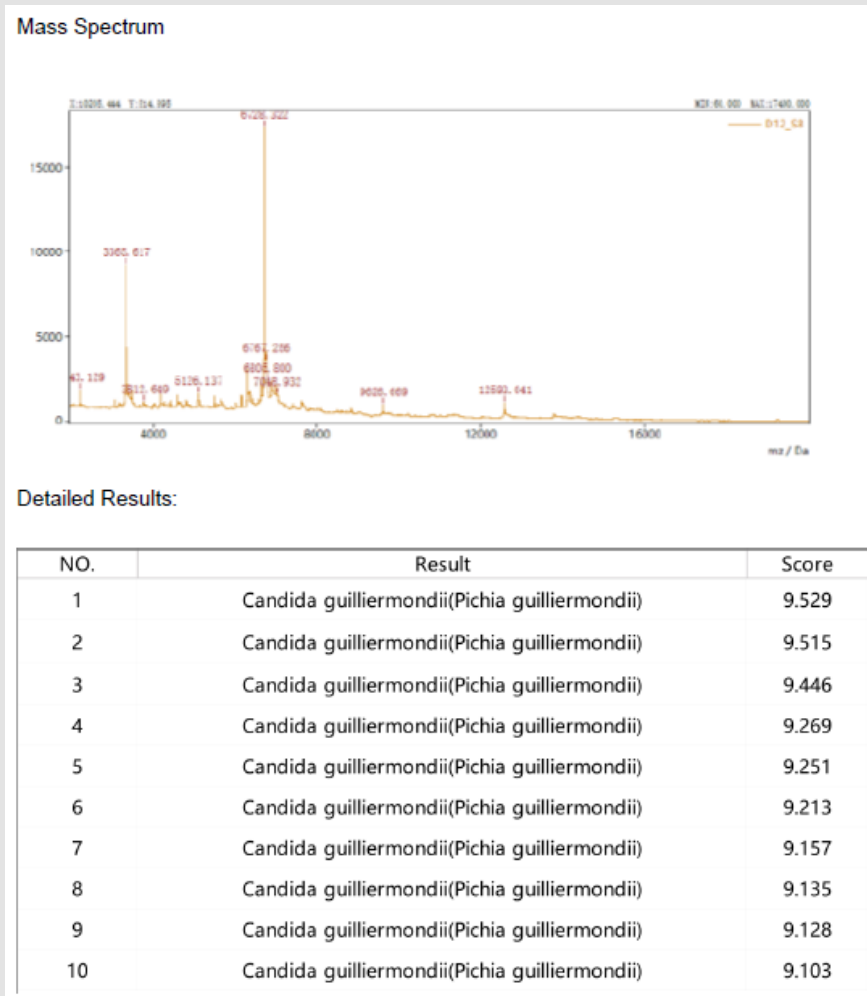 Mass Spectrum
15000
10000
5000
0
4000
8000
12000
16000
mz / Da
Detailed Results:
NO. Result Score
1 Candida guilliermondii(Pichia guilliermondii) 9.529
2 Candida guilliermondii(Pichia guilliermondii) 9.515
3 Candida guilliermondii(Pichia guilliermondii) 9.446
4 Candida guilliermondii(Pichia guilliermondii) 9.269
5 Candida guilliermondii(Pichia guilliermondii) 9.251
6 Candida guilliermondii(Pichia guilliermondii) 9.213
7 Candida guilliermondii(Pichia guilliermondii) 9.157
8 Candida guilliermondii(Pichia guilliermondii) 9.135
9 Candida guilliermondii(Pichia guilliermondii) 9.128
10 Candida guilliermondii(Pichia guilliermondii) 9.103